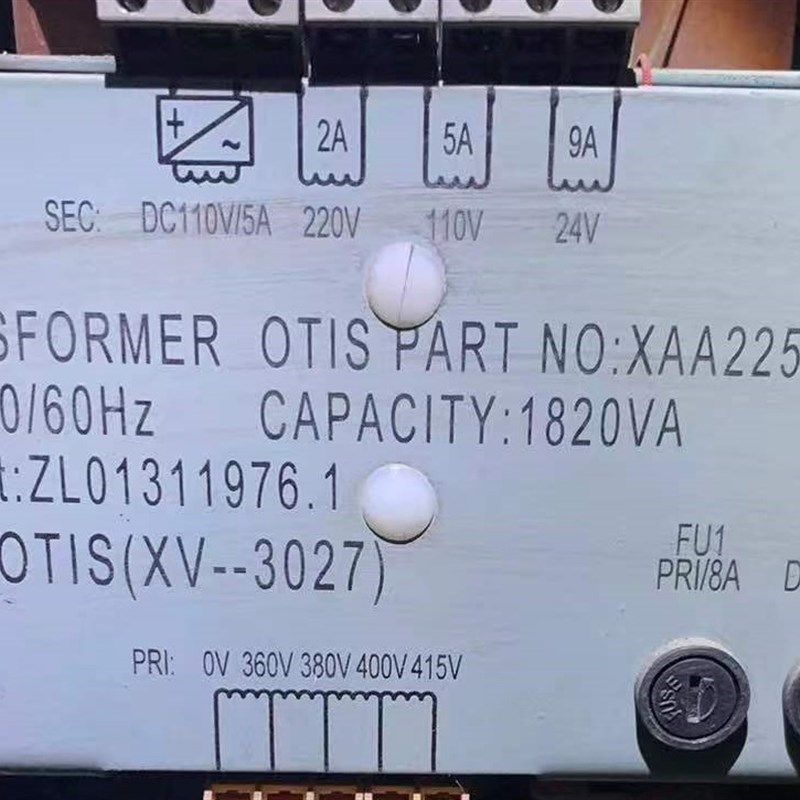 + ~ 2A 5A 9A
SEC: DC110V/5A 220V 110V 24V
SFORMER OTIS PART NO:XAA225
0/60Hz CAPACITY:1820VA
t:ZL01311976.1
OTIS(XV--3027)
FU1
PRI/8A D
PRI: 0V 360V 380V 400V 415V
FUSE